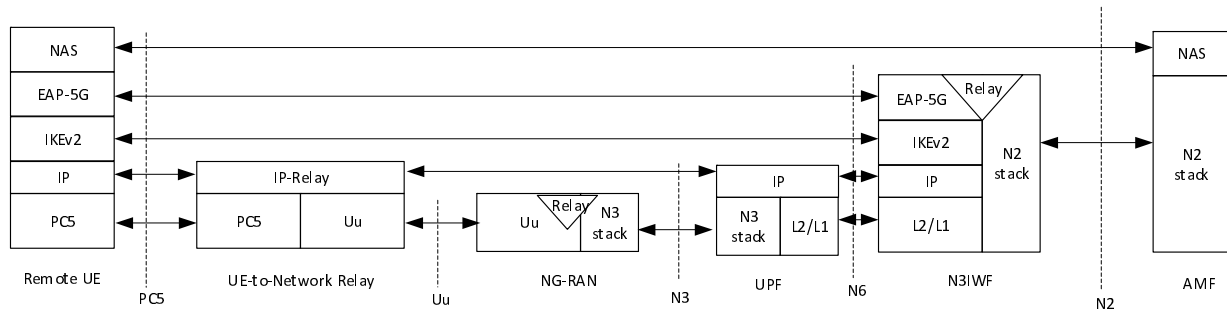 NAS
EAP-5G
IKEv2
IP
PC5
Remote UE
PC5
IP-Relay
PC5
Uu
UE-to-Network Relay
Uu
Uu
Relay
N3
stack
NG-RAN
N3
IP
N3
stack
L2/L1
UPF
N6
EAP-5G
Relay
IKEv2
IP
L2/L1
N2
stack
N3IWF
N2
NAS
N2
stack
AMF